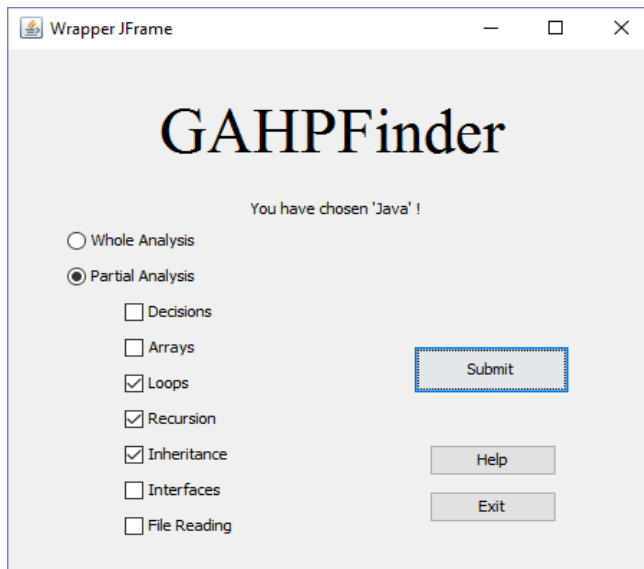 Wrapper JFrame
GAHPFinder
You have chosen 'Java' !
Whole Analysis
Partial Analysis
Decisions
Arrays
Loops
Recursion
Inheritance
Interfaces
File Reading
Submit
Help
Exit